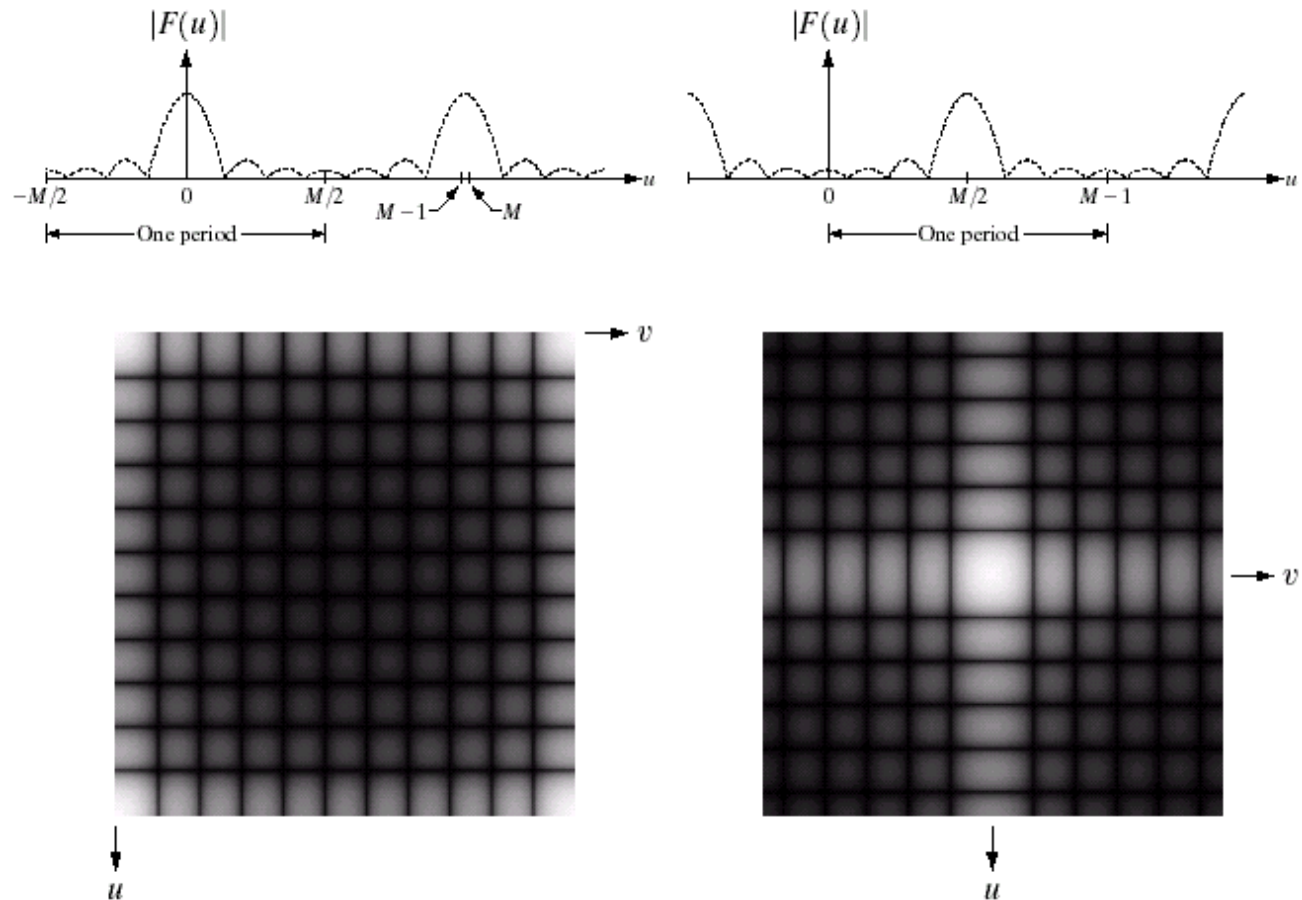 |F(u)| |F(u)|
−M/2 0 M/2 M − 1 M u 0 M/2 M − 1 u
One period One period
v
v
u u